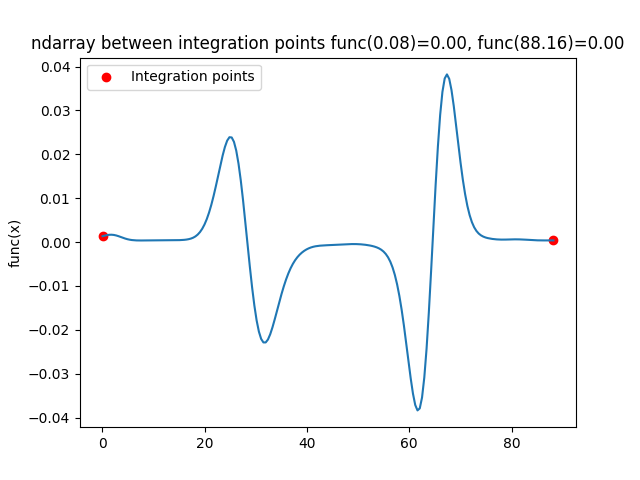 ndarray between integration points func(0.08)=0.00, func(88.16)=0.00
0.04
Integration points
0.03
0.02
0.01
0.00
−0.01
−0.02
−0.03
−0.04
func(x)
0 20 40 60 80